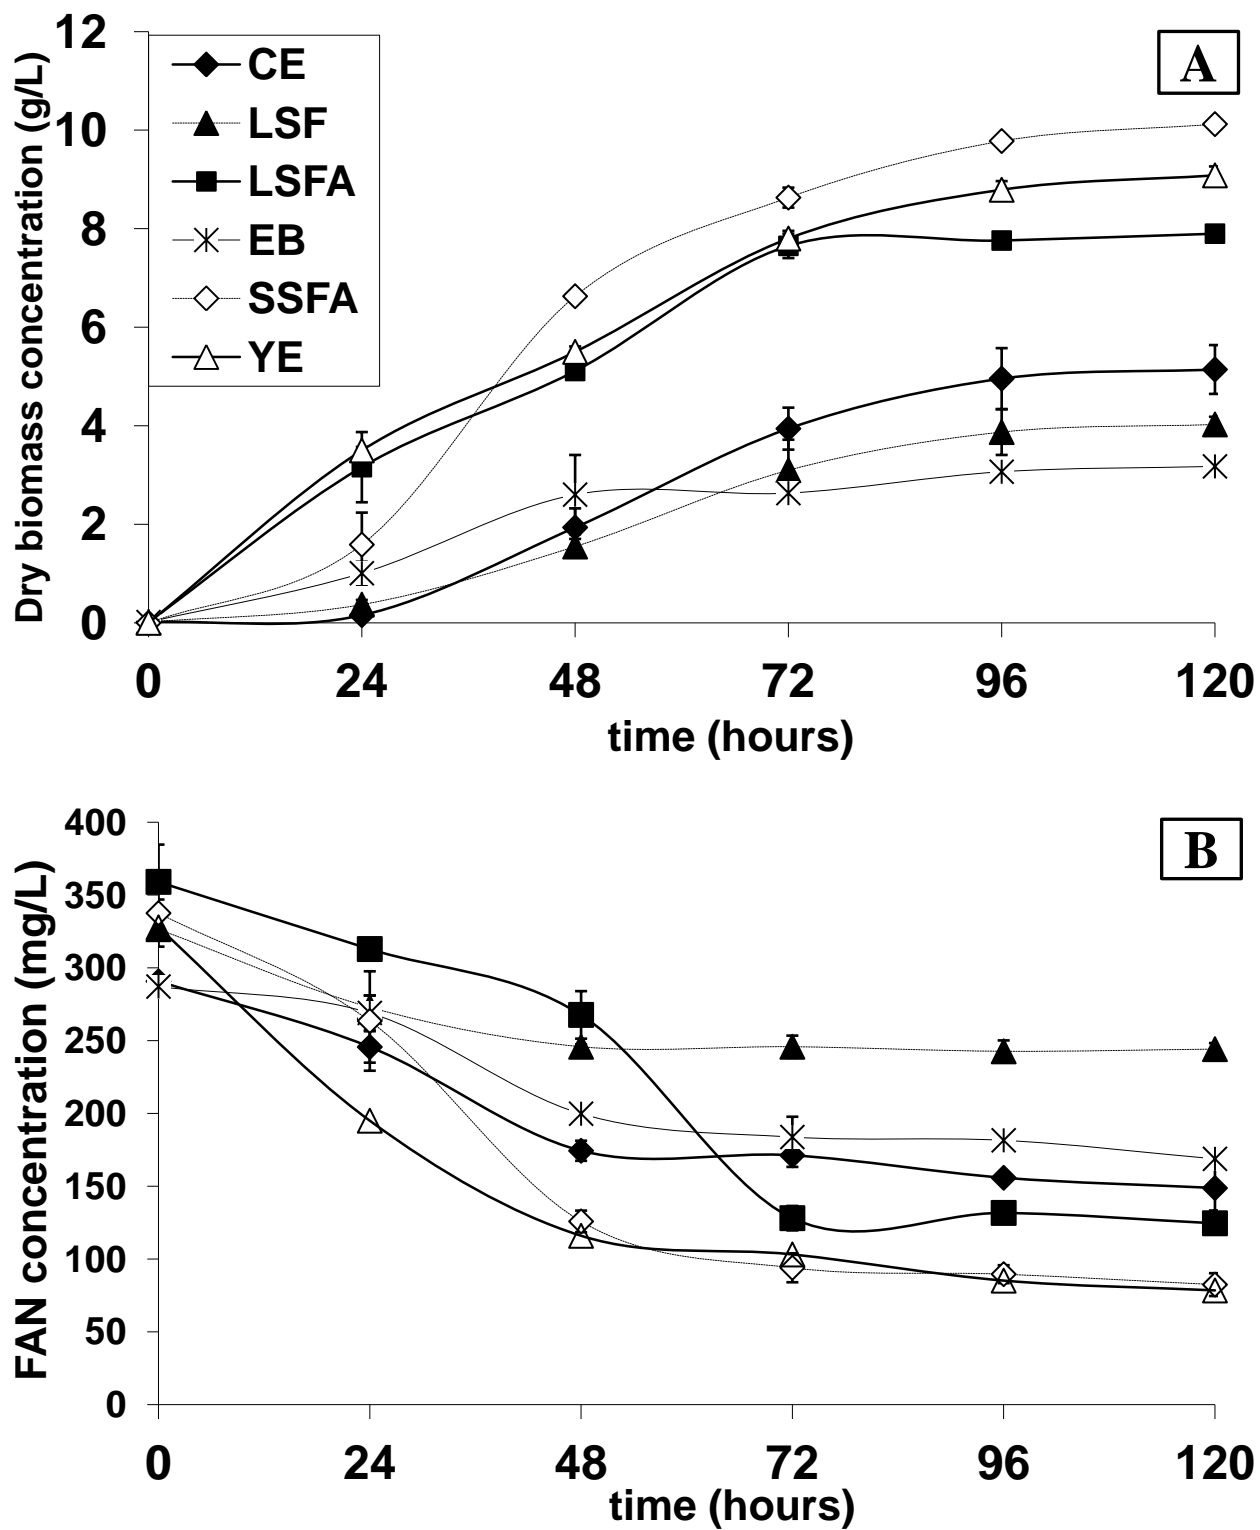 A
Dry biomass concentration (g/L)
12
10
8
6
4
2
0
CE
LSF
LSFA
EB
SSFA
YE
0 24 48 72 96 120
time (hours)
B
FAN concentration (mg/L)
400
350
300
250
200
150
100
50
0
0 24 48 72 96 120
time (hours)